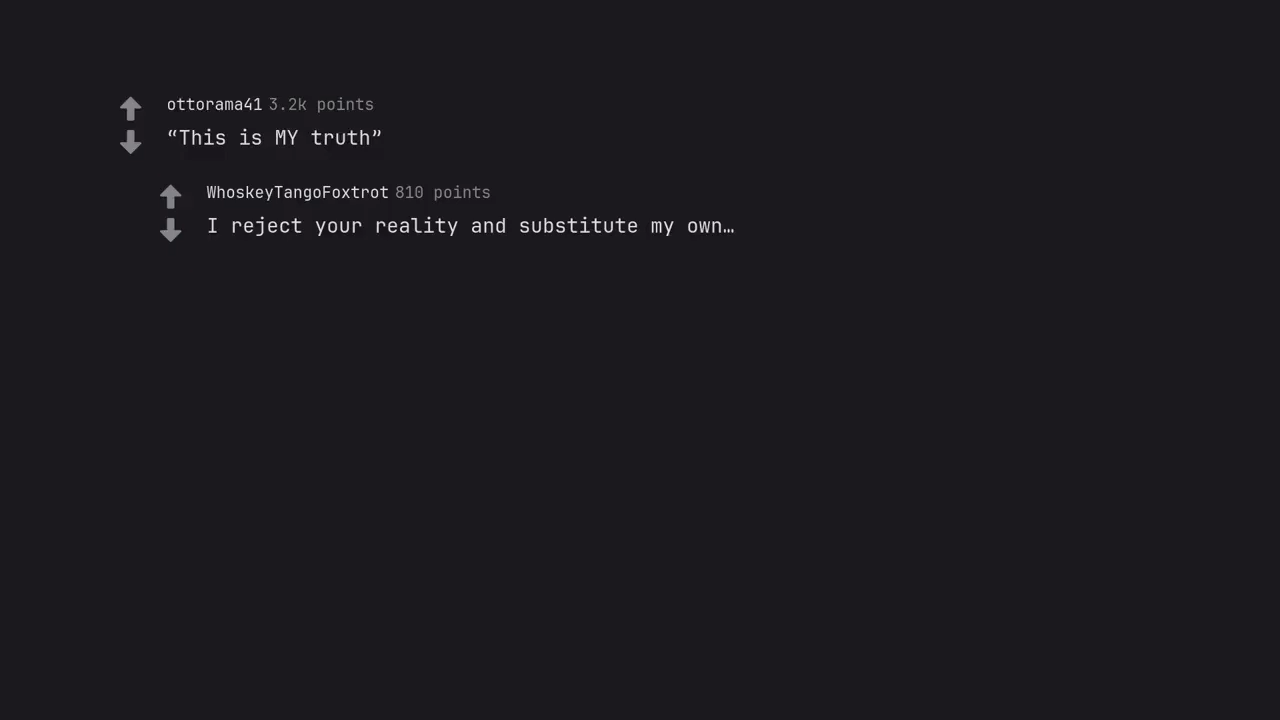 ottorama41 3.2k points
“This is MY truth”
WhoskeyTangoFoxtrot 810 points
I reject your reality and substitute my own…